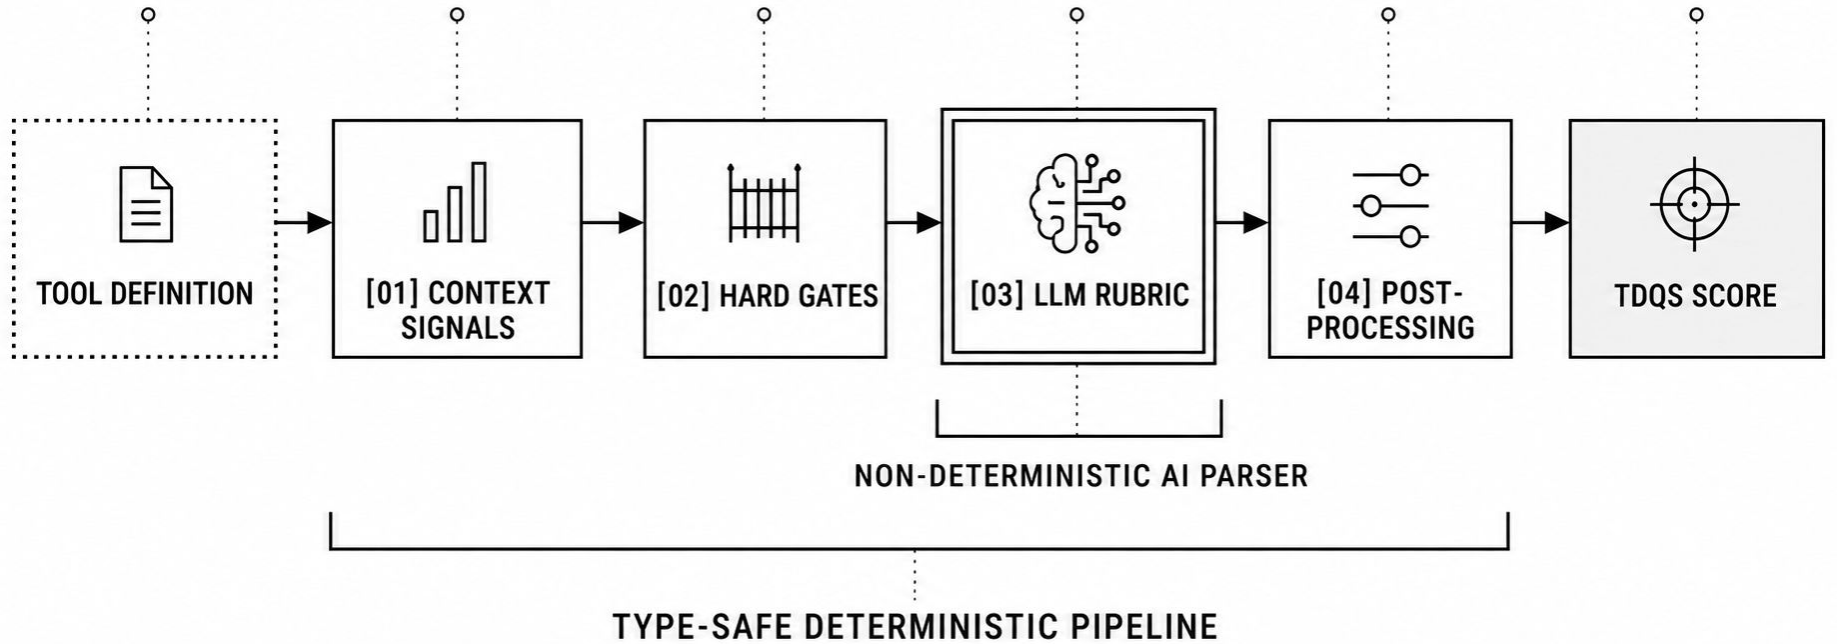 TOOL DEFINITION
[01] CONTEXT
SIGNALS
[02] HARD GATES
[03] LLM RUBRIC
[04] POST-
PROCESSING
TDQS SCORE
NON-DETERMINISTIC AI PARSER
TYPE-SAFE DETERMINISTIC PIPELINE